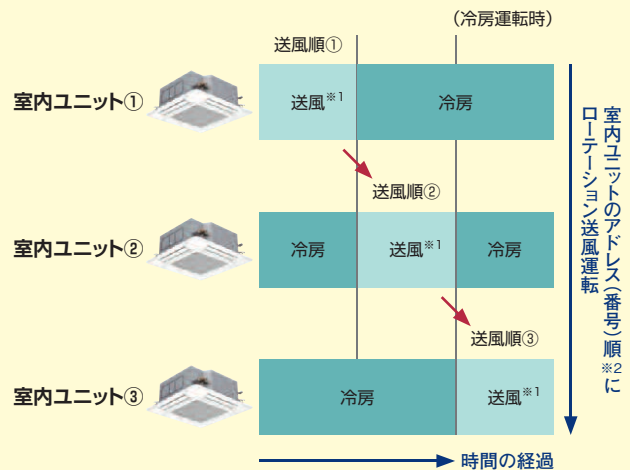 (冷房運転時)
送風順①
室内ユニット①
送風※1
冷房
送風順②
室内ユニット②
冷房
送風※1
冷房
送風順③
室内ユニット③
冷房
送風※1
室内ユニットのアドレス(番号)順※2に
ローテーション送風運転
時間の経過